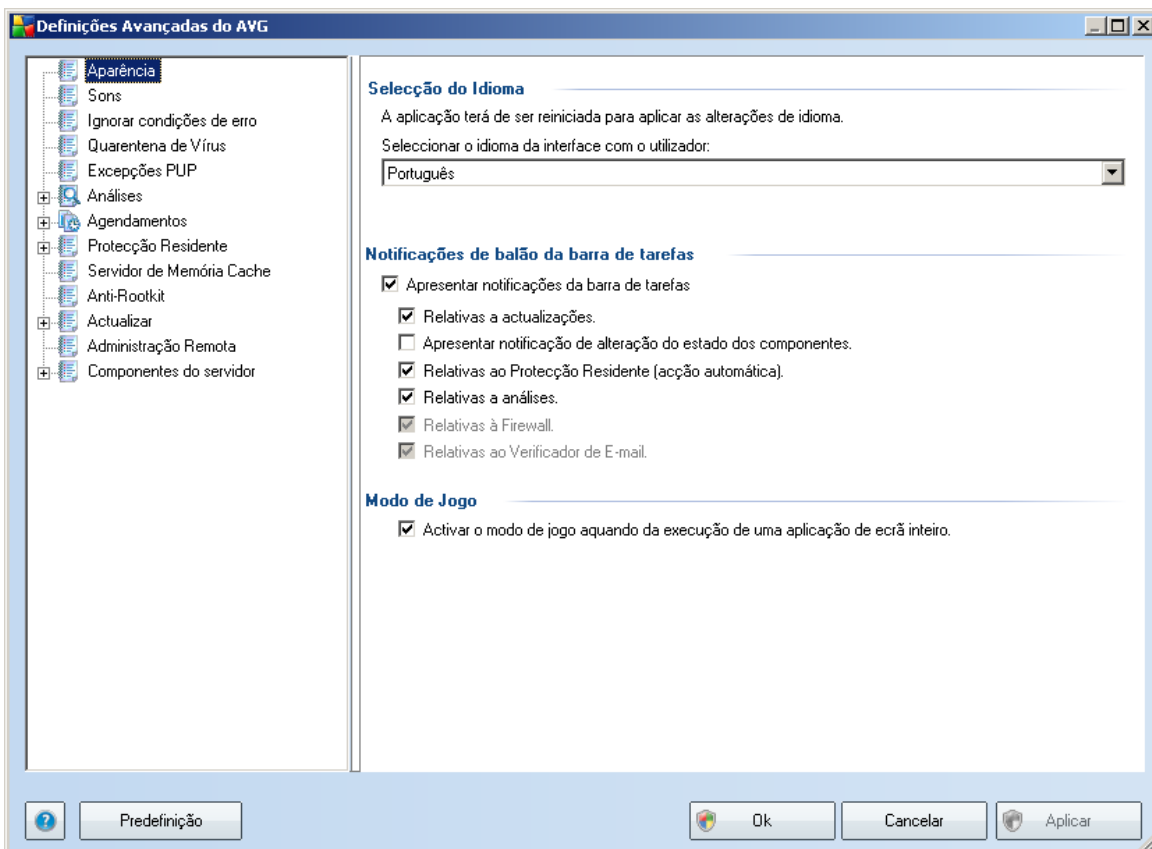 Definições Avançadas do AVG
Aparência
Sons
Ignorar condições de erro
Quarentena de Vírus
Excepções PUP
Análises
Agendamentos
Protecção Residente
Servidor de Memória Cache
Anti-Rootkit
Actualizar
Administração Remota
Componentes do servidor
Selecção do Idioma
A aplicação terá de ser reiniciada para aplicar as alterações de idioma.
Seleccionar o idioma da interface com o utilizador:
Português
Notificações de balão da barra de tarefas
Apresentar notificações da barra de tarefas
Relativas a actualizações.
Apresentar notificação de alteração do estado dos componentes.
Relativas ao Protecção Residente (acção automática).
Relativas a análises.
Relativas à Firewall.
Relativas ao Verificador de E-mail.
Modo de Jogo
Activar o modo de jogo aquando da execução de uma aplicação de ecrã inteiro.
Predefinição
Ok
Cancelar
Aplicar